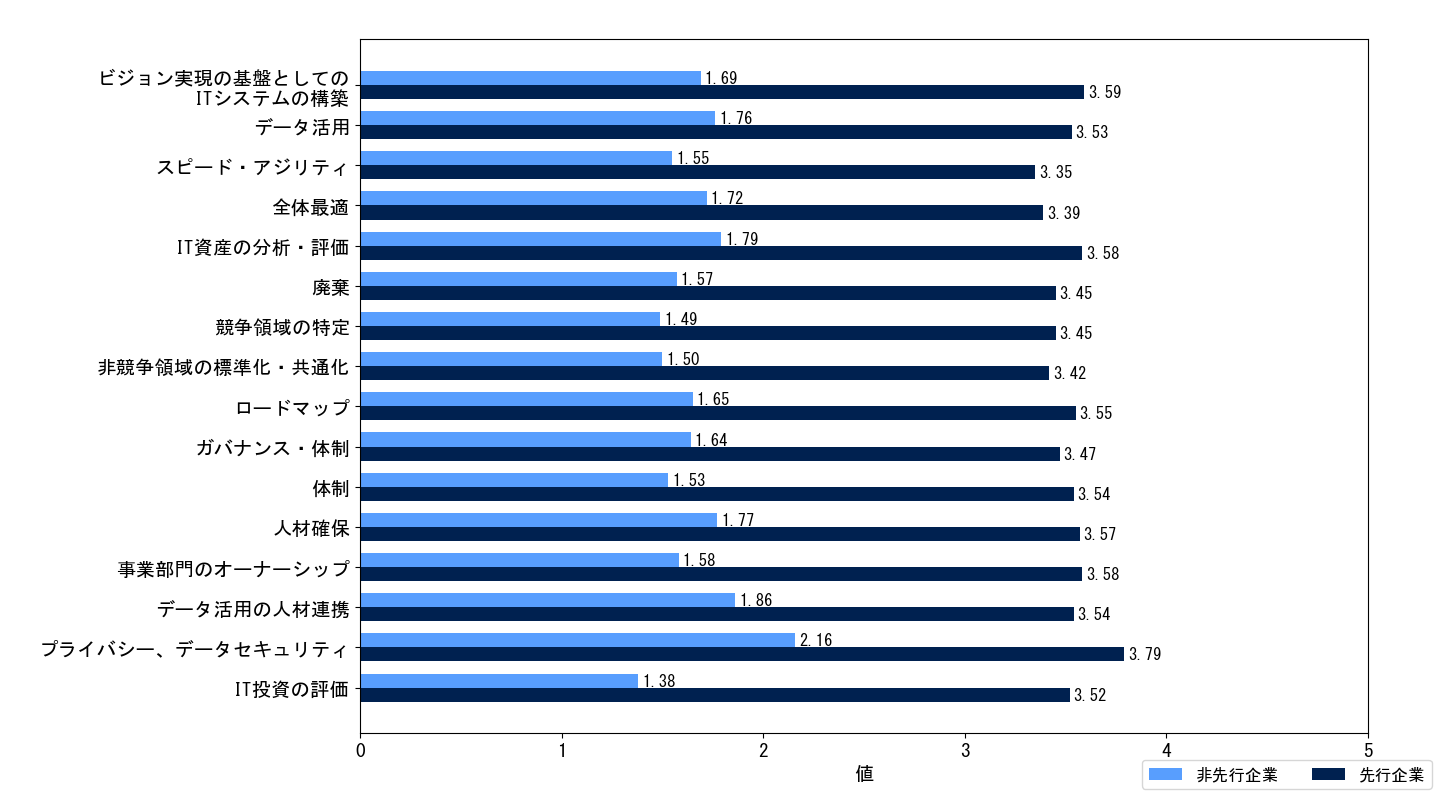 ビジョン実現の基盤としての
ITシステムの構築
1.69
3.59
データ活用
1.76
3.53
スピード・アジリティ
1.55
3.35
全体最適
1.72
3.39
IT資産の分析・評価
1.79
3.58
廃棄
1.57
3.45
競争領域の特定
1.49
3.45
非競争領域の標準化・共通化
1.50
3.42
ロードマップ
1.65
3.55
ガバナンス・体制
1.64
3.47
体制
1.53
3.54
人材確保
1.77
3.57
事業部門のオーナーシップ
1.58
3.58
データ活用の人材連携
1.86
3.54
プライバシー、データセキュリティ
2.16
3.79
IT投資の評価
1.38
3.52
0 1 2 3 4 5
値
非先行企業 先行企業